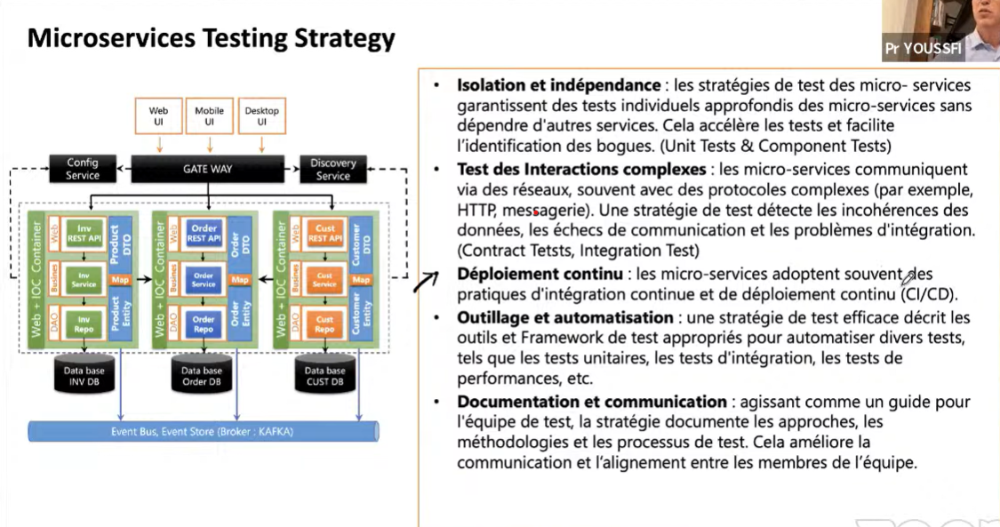 Microservices Testing Strategy
Pr YOUSSFI
Web
UI
Mobile
UI
Desktop
UI
Config
Service
GATE WAY
Discovery
Service
Web + IOC Container
Web
Busines
DAO
Inv
REST API
Inv
Service
Inv
Repo
Product
DTO
Map
Product
Entity
Web + IOC Container
Web
Busines
DAO
Order
REST API
Order
Service
Order
Repo
Order
DTO
Map
Order
Entity
Web + IOC Container
Web
Busines
DAO
Cust
REST API
Cust
Service
Cust
Repo
Customer
DTO
Map
Customer
Entity
Data base
INV DB
Data base
Order DB
Data base
CUST DB
Event Bus, Event Store (Broker : KAFKA)
• Isolation et indépendance : les stratégies de test des micro- services
garantissent des tests individuels approfondis des micro-services sans
dépendre d'autres services. Cela accélère les tests et facilite
l'identification des bogues. (Unit Tests & Component Tests)
• Test des Interactions complexes : les micro-services communiquent
via des réseaux, souvent avec des protocoles complexes (par exemple,
HTTP, messagerie). Une stratégie de test détecte les incohérences des
données, les échecs de communication et les problèmes d'intégration.
(Contract Tetsts, Integration Test)
• Déploiement continu : les micro-services adoptent souvent des
pratiques d'intégration continue et de déploiement continu (CI/CD).
• Outillage et automatisation : une stratégie de test efficace décrit les
outils et Framework de test appropriés pour automatiser divers tests,
tels que les tests unitaires, les tests d'intégration, les tests de
performances, etc.
• Documentation et communication : agissant comme un guide pour
l'équipe de test, la stratégie documente les approches, les
méthodologies et les processus de test. Cela améliore la
communication et l'alignement entre les membres de l'équipe.